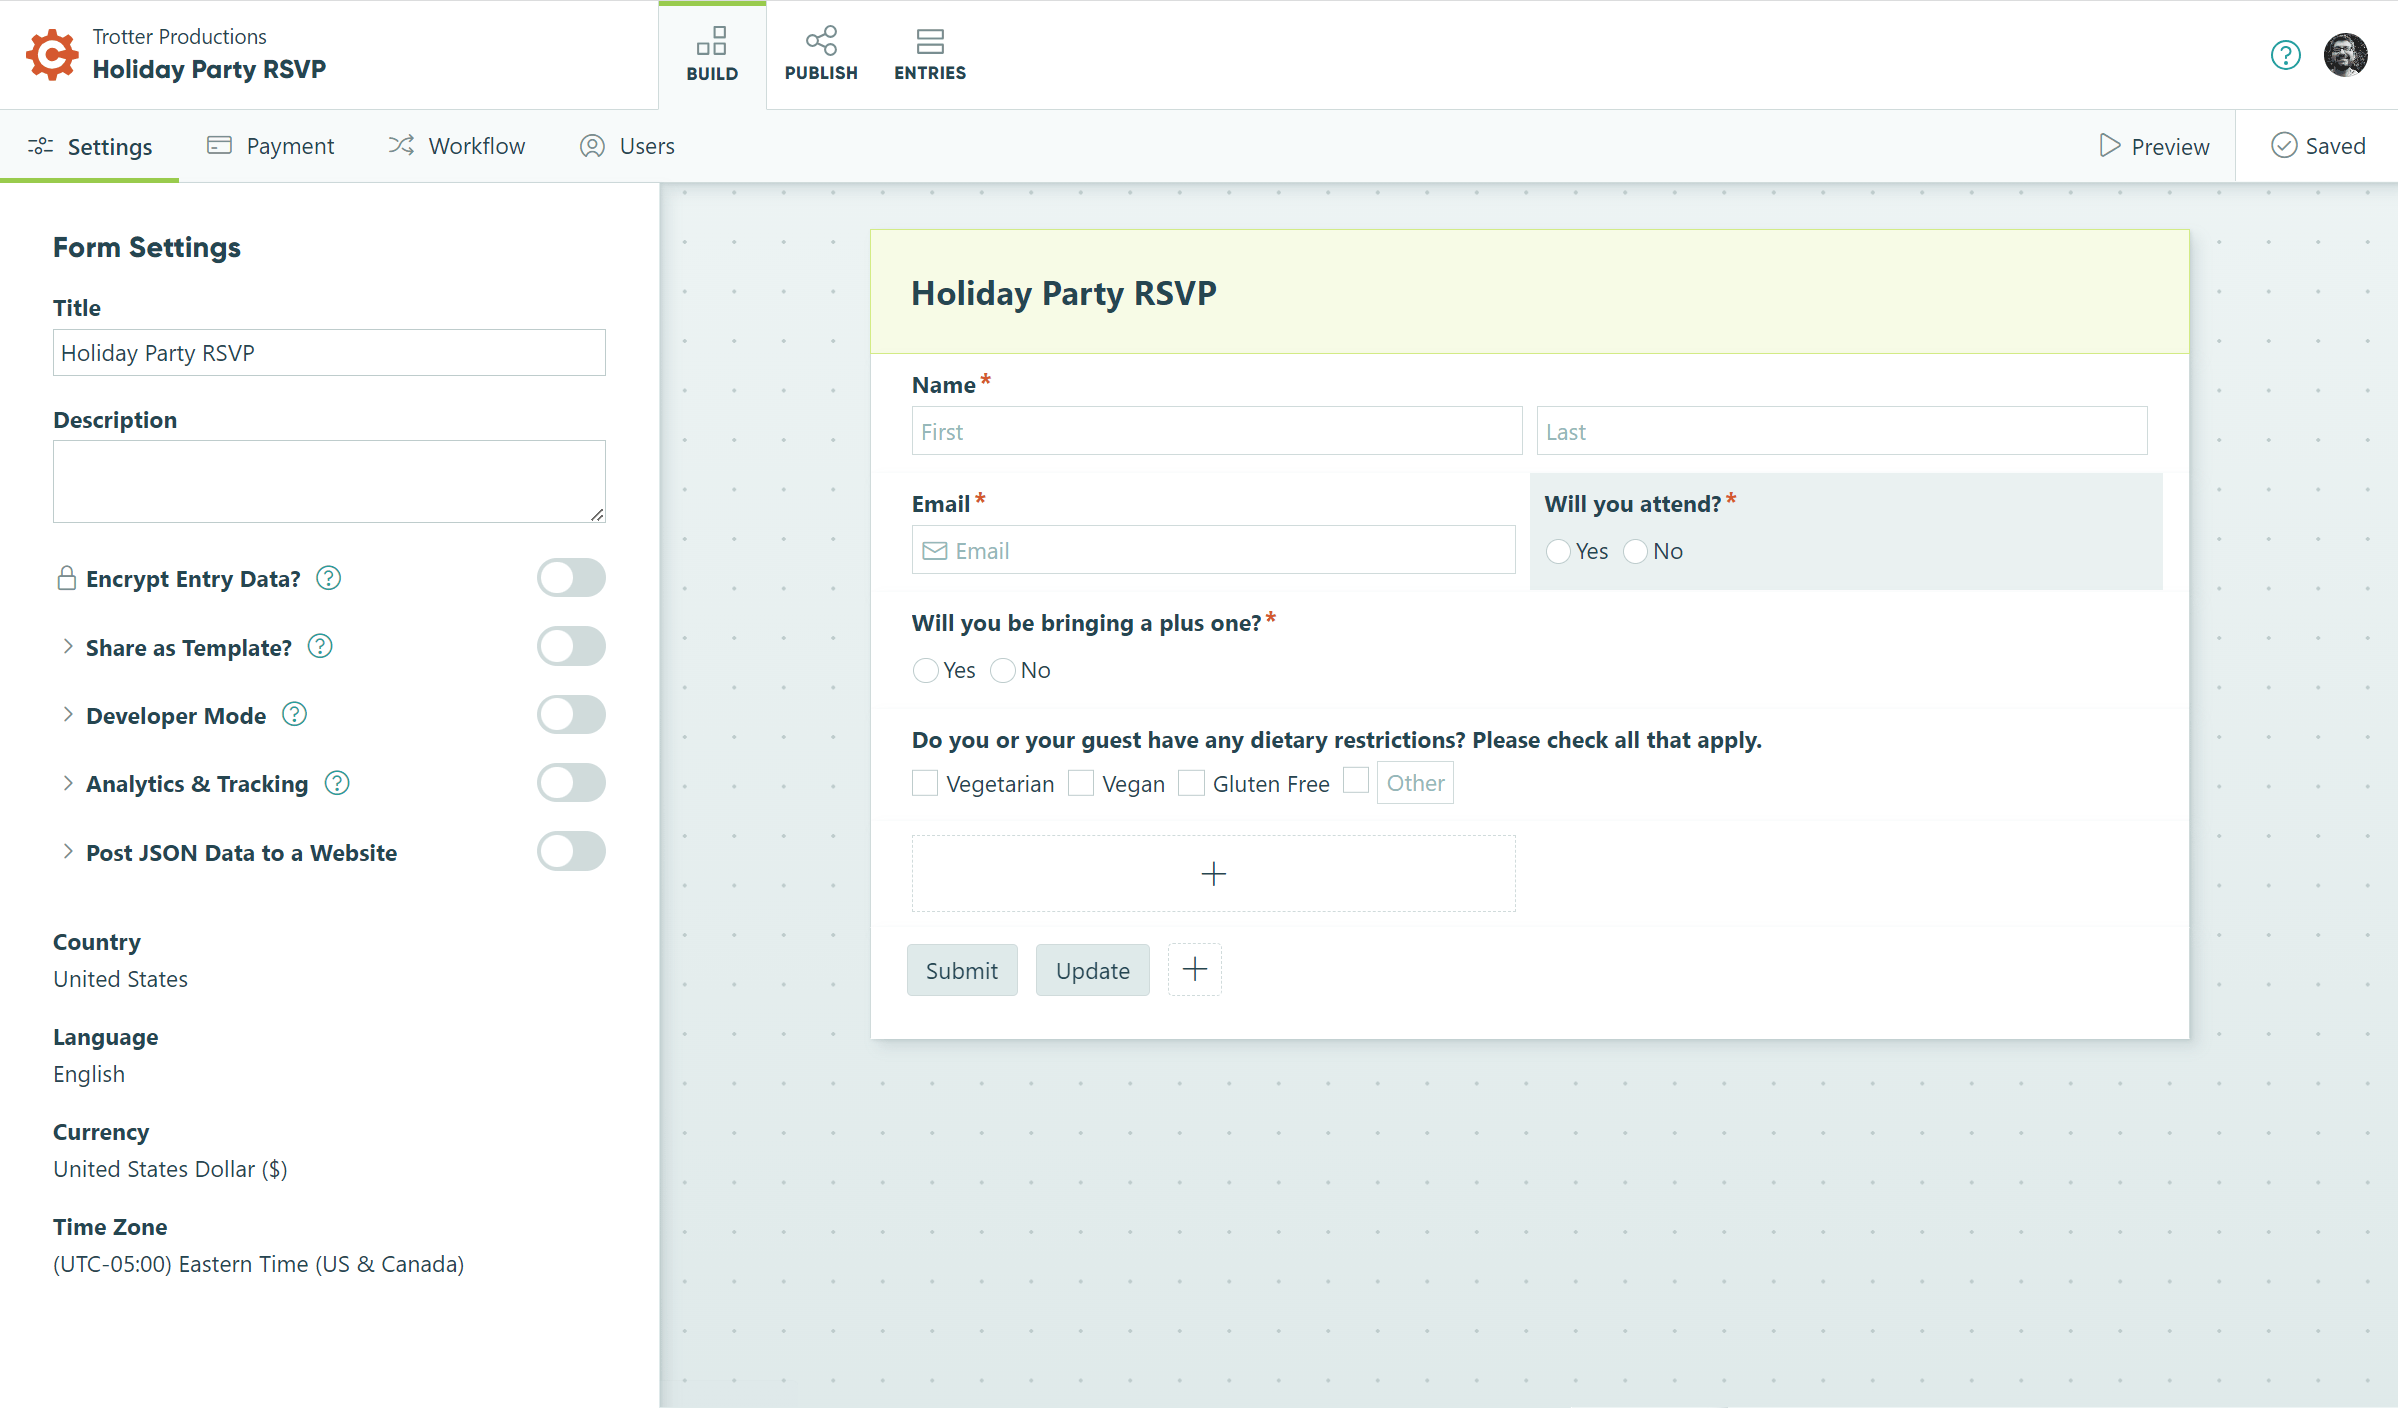 Trotter Productions
Holiday Party RSVP
BUILD
PUBLISH
ENTRIES
Settings
Payment
Workflow
Users
Preview
Saved
Form Settings
Title
Holiday Party RSVP
Description
Encrypt Entry Data?
Share as Template?
Developer Mode
Analytics & Tracking
Post JSON Data to a Website
Country
United States
Language
English
Currency
United States Dollar ($)
Time Zone
(UTC-05:00) Eastern Time (US & Canada)
Holiday Party RSVP
Name *
First Last
Email * Will you attend? *
Email Yes No
Will you be bringing a plus one? *
Yes No
Do you or your guest have any dietary restrictions? Please check all that apply.
Vegetarian Vegan Gluten Free Other
Submit Update